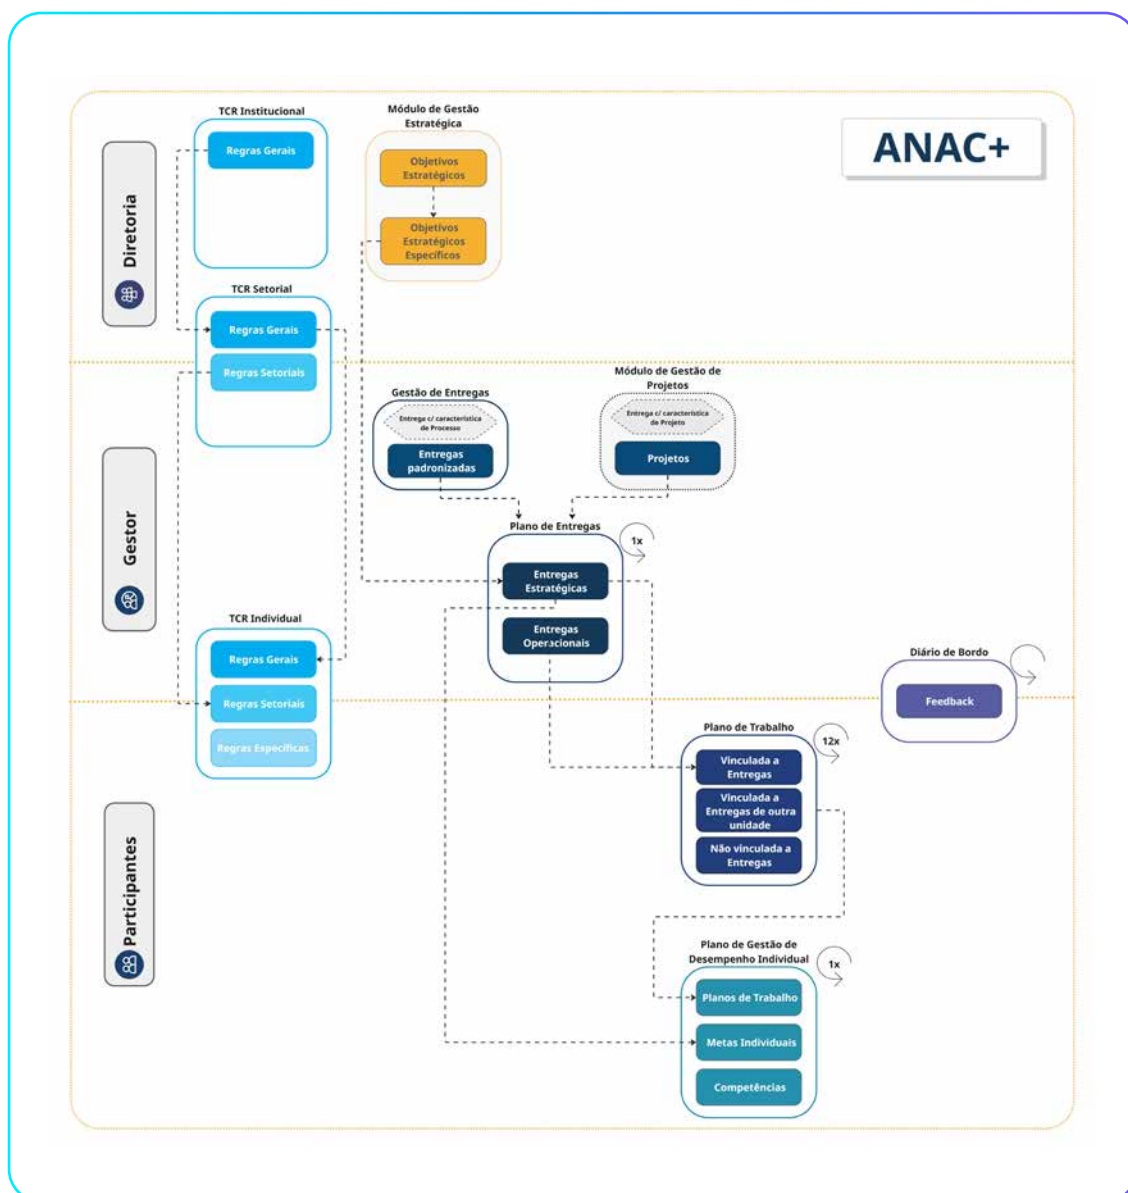 TCR Institucional
Regras Gerais
Módulo de Gestão
Estratégica
Objetivos
Estratégicos
Objetivos
Estratégicos
Específicos
ANAC+
Diretoria
TCR Setorial
Regras Gerais
Regras Setoriais
Gestor
Gestão de Entregas
Entrega c/ característica
de Processo
Entregas
padronizadas
Módulo de Gestão de
Projetos
Entrega c/ característica
de Projeto
Projetos
Plano de Entregas
1x
Entregas
Estratégicas
Entregas
Operacionais
TCR Individual
Regras Gerais
Regras Setoriais
Regras Específicas
Diário de Bordo
Feedback
Participantes
Plano de Trabalho
12x
Vinculada a
Entregas
Vinculada a
Entregas de outra
unidade
Não vinculada a
Entregas
Plano de Gestão de
Desempenho Individual
1x
Planos de Trabalho
Metas Individuais
Competências